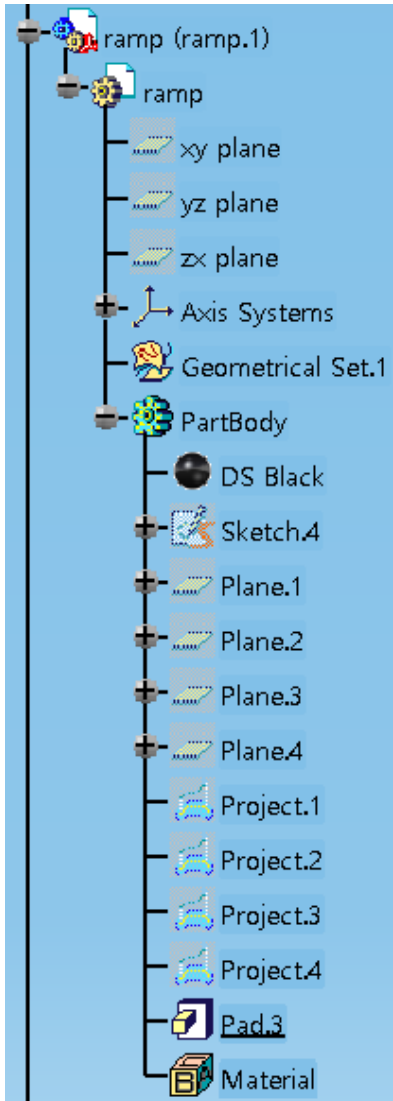 ramp (ramp.1)
ramp
xy plane
yz plane
zx plane
Axis Systems
Geometrical Set.1
PartBody
DS Black
Sketch.4
Plane.1
Plane.2
Plane.3
Plane.4
Project.1
Project.2
Project.3
Project.4
Pad.3
B
Material